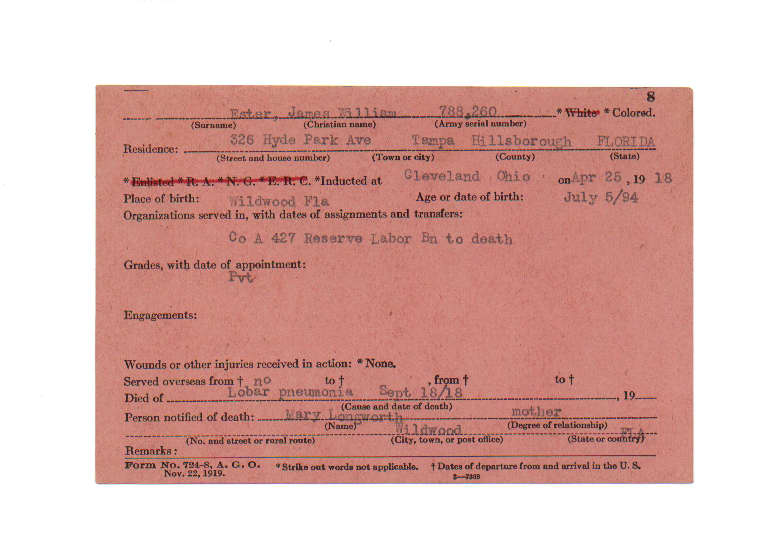 8
Ester, James William 788,260 * White * Colored.
(Surname) (Christian name) (Army serial number)
Residence: 326 Hyde Park Ave Tampa Hillsborough FLORIDA
(Street and house number) (Town or city) (County) (State)
* Enlisted * R. A. * N. G. * E. R. C. *Inducted at Cleveland Ohio on Apr 25 , 19 18
Place of birth: Wildwood Fla Age or date of birth: July 5/94
Organizations served in, with dates of assignments and transfers:
Co A 427 Reserve Labor Bn to death
Grades, with date of appointment:
Pvt
Engagements:
Wounds or other injuries received in action: * None.
Served overseas from † no to † , from † to †
Died of Lobar pneumonia Sept 18/18 , 19
(Cause and date of death)
Person notified of death: Mary Longworth mother
(Name) (Degree of relationship)
Wildwood FLA
(No. and street or rural route) (City, town, or post office) (State or country)
Remarks:
Form No. 724-8, A. G. O. * Strike out words not applicable. † Dates of departure from and arrival in the U. S.
Nov. 22, 1919. 3—7368